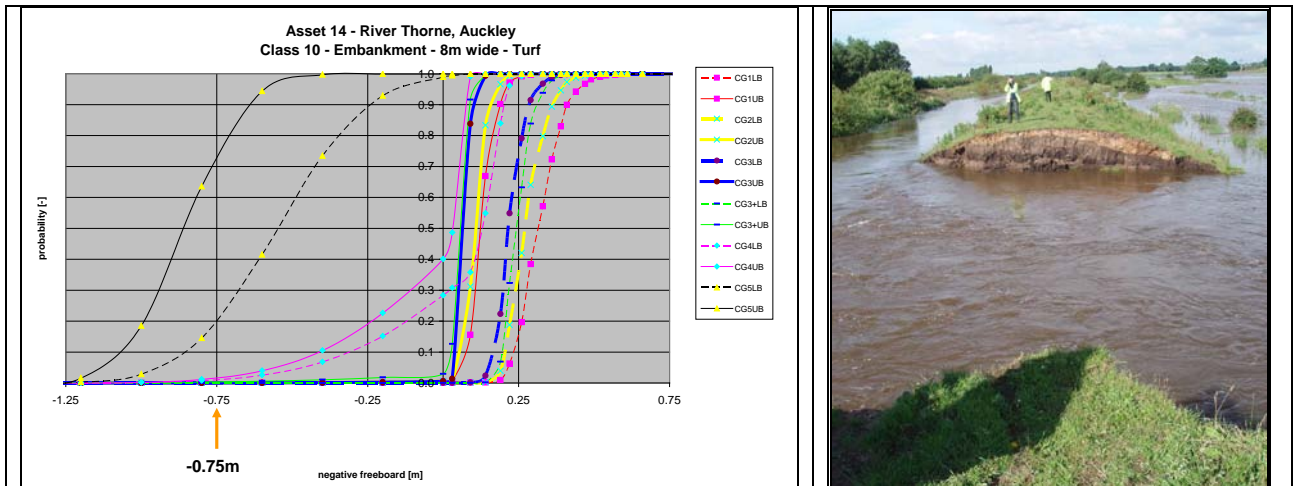 Asset 14 - River Thorne, Auckley
Class 10 - Embankment - 8m wide - Turf
probability [-]
1.0
0.9
0.8
0.7
0.6
0.5
0.4
0.3
0.2
0.1
0.0
-1.25
-0.75
-0.25
0.25
0.75
-0.75m
negative freeboard [m]
CG1LB
CG1UB
CG2LB
CG2UB
CG3LB
CG3UB
CG3+LB
CG3+UB
CG4LB
CG4UB
CG5LB
CG5UB